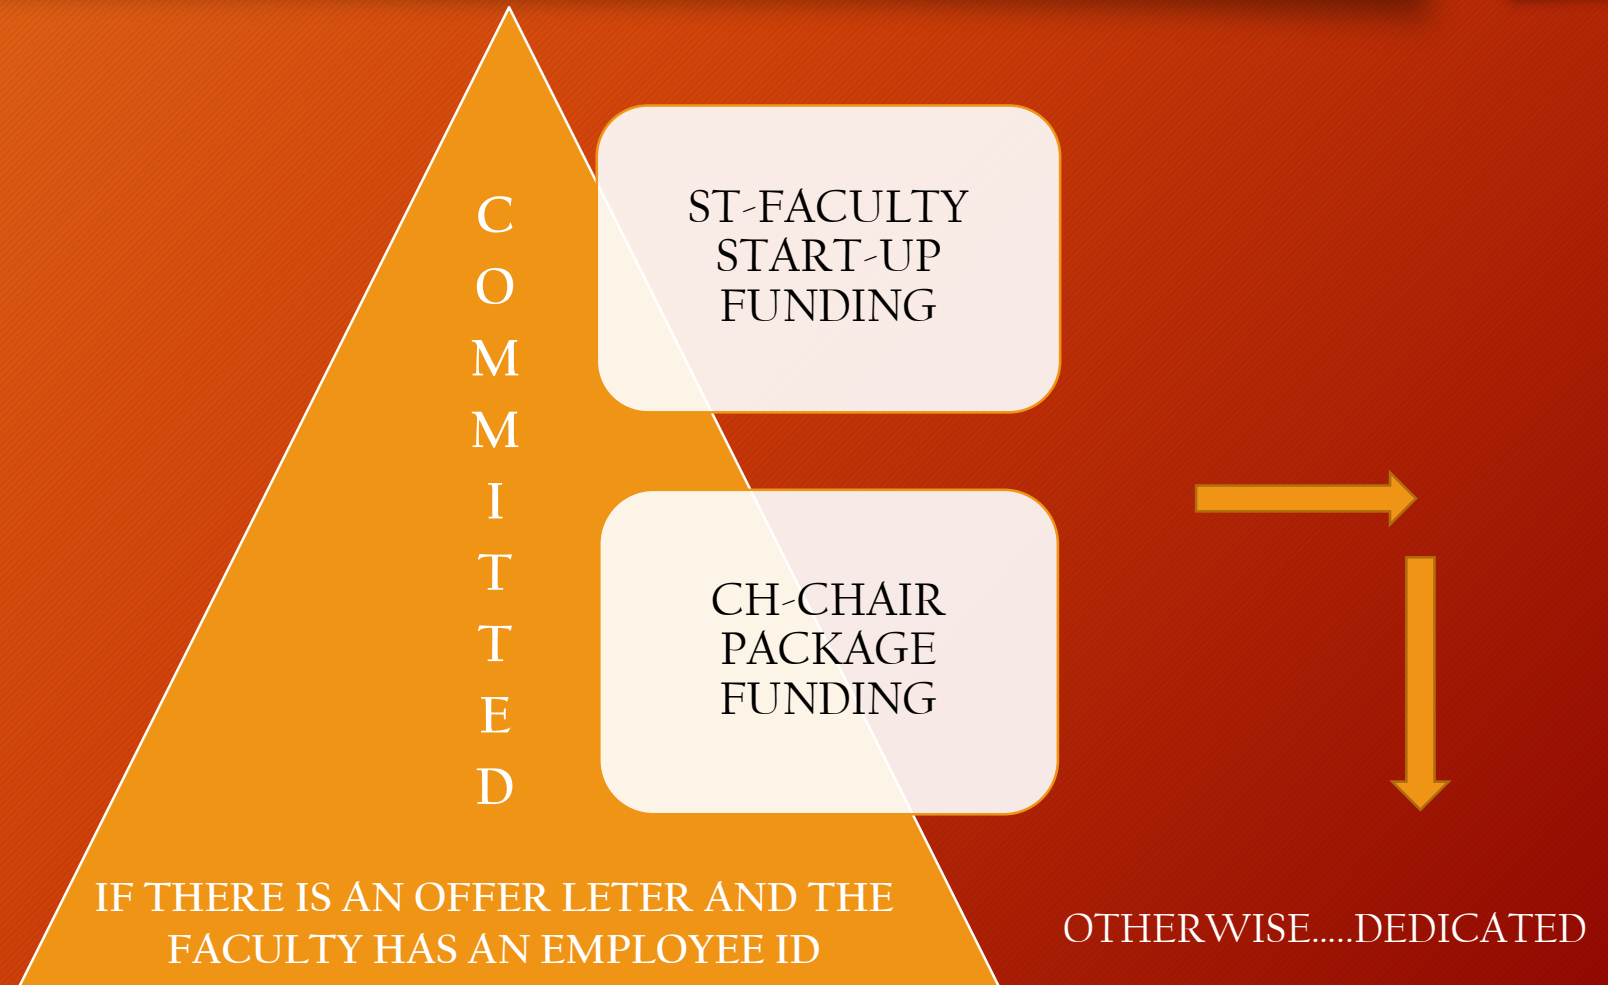 C
O
M
M
I
T
T
E
D
ST-FACULTY
START-UP
FUNDING
CH-CHAIR
PACKAGE
FUNDING
IF THERE IS AN OFFER LETER AND THE
FACULTY HAS AN EMPLOYEE ID
OTHERWISE.....DEDICATED